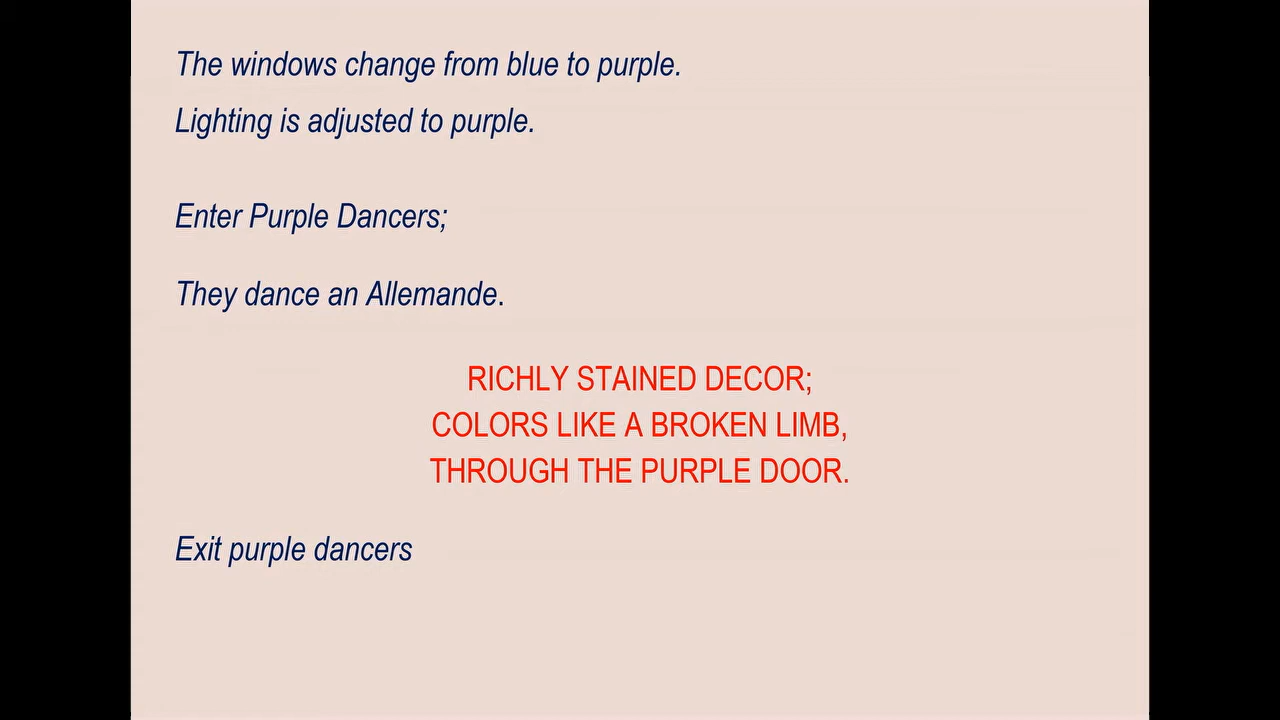 The windows change from blue to purple.
Lighting is adjusted to purple.
Enter Purple Dancers;
They dance an Allemande.
RICHLY STAINED DECOR;
COLORS LIKE A BROKEN LIMB,
THROUGH THE PURPLE DOOR.
Exit purple dancers